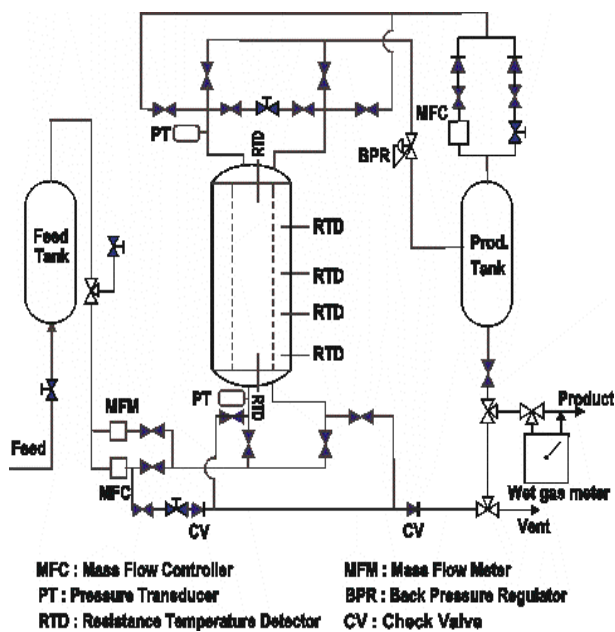 MFC
PT
RTD
BPR
Feed
Tank
RTD
Prod.
Tank
RTD
RTD
RTD
PT
RTD
MFM
Product
Feed
MFC
Wet gas meter
CV
CV
Vent
MFC : Mass Flow Controller
MFM : Mass Flow Meter
PT : Pressure Transducer
BPR : Back Pressure Regulator
RTD : Resistance Temperature Detector
CV : Check Valve